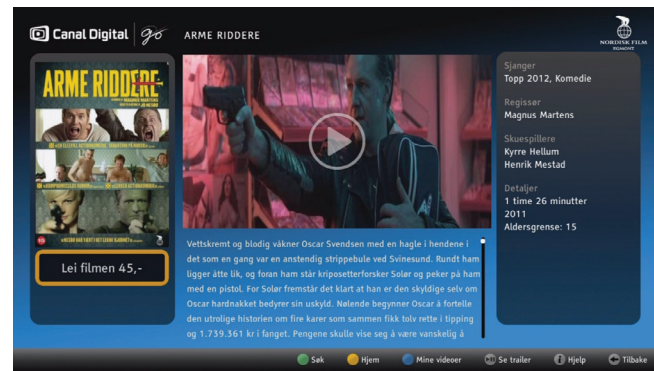 Canal Digital go
ARME RIDDERE
NORDISK FILM
EGMONT
ARME RIDDERE
MAGNUS MARTENS
JO NESBØ
Lei filmen 45,-
Vettskremt og blodig våkner Oscar Svendsen med en hagle i hendene i
det som en gang var en anstendig strippebule ved Svinesund. Rundt ham
ligger åtte lik, og foran ham står kriposetterforsker Solør og peker på ham
med en pistol. For Solør fremstår det klart at han er den skyldige selv om
Oscar hardnakket bedyrer sin uskyld. Nølende begynner Oscar å fortelle
den utrolige historien om fire karer som sammen fikk tolv rette i tipping
og 1.739.361 kr i fanget. Pengene skulle vise seg å være vanskelig å
Sjanger
Topp 2012, Komedie
Regissør
Magnus Martens
Skuespillere
Kyrre Hellum
Henrik Mestad
Detaljer
1 time 26 minutter
2011
Aldersgrense: 15
Søk
Hjem
Mine videoer
Se trailer
Hjelp
Tilbake